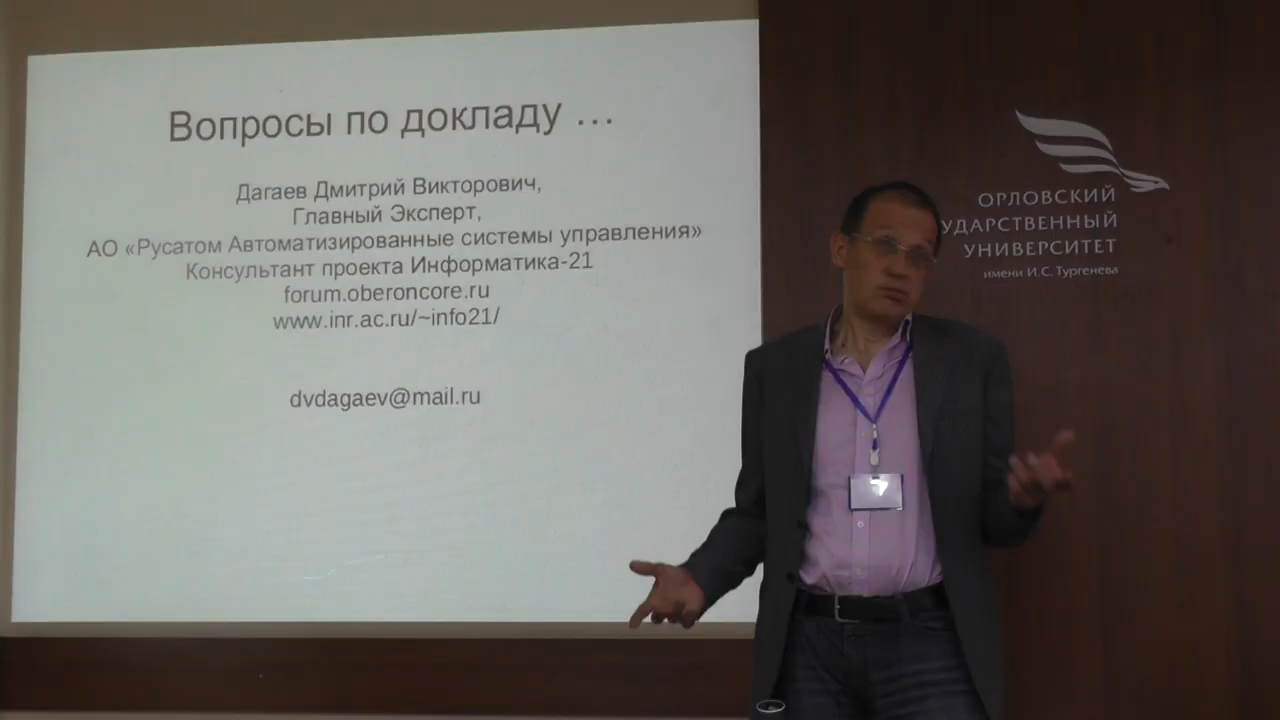 Вопросы по докладу ...
Дагаев Дмитрий Викторович,
Главный Эксперт,
АО «Русатом Автоматизированные системы управления»
Консультант проекта Информатика-21
forum.oberoncore.ru
www.inr.ac.ru/~info21/
dvdagaev@mail.ru
ОРЛОВСКИЙ
УДАРСТВЕННЫЙ
УНИВЕРСИТЕТ
имени И.С. Тургенева